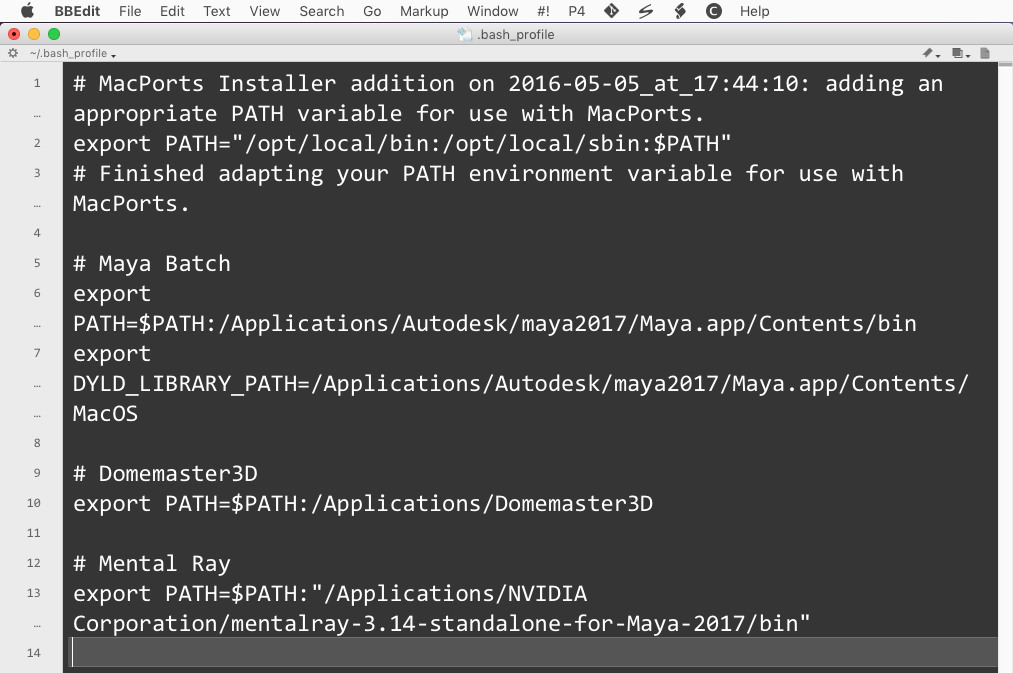 BBEdit File Edit Text View Search Go Markup Window #! P4 Help
.bash_profile
~/.bash_profile
1 # MacPorts Installer addition on 2016-05-05_at_17:44:10: adding an
… appropriate PATH variable for use with MacPorts.
2 export PATH="/opt/local/bin:/opt/local/sbin:$PATH"
3 # Finished adapting your PATH environment variable for use with
… MacPorts.
4
5 # Maya Batch
6 export
… PATH=$PATH:/Applications/Autodesk/maya2017/Maya.app/Contents/bin
7 export
… DYLD_LIBRARY_PATH=/Applications/Autodesk/maya2017/Maya.app/Contents/
… MacOS
8
9 # Domemaster3D
10 export PATH=$PATH:/Applications/Domemaster3D
11
12 # Mental Ray
13 export PATH=$PATH:"/Applications/NVIDIA
… Corporation/mentalray-3.14-standalone-for-Maya-2017/bin"
14